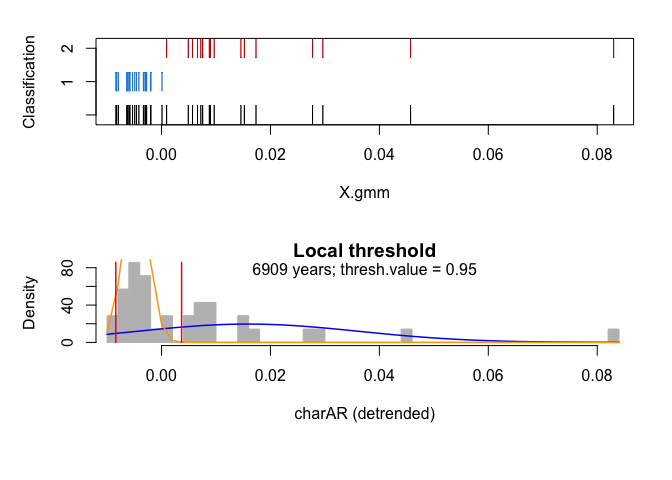 Classification
2
1
0.00 0.02 0.04 0.06 0.08
X.gmm
Local threshold
6909 years; thresh.value = 0.95
Density
80
40
0
0.00 0.02 0.04 0.06 0.08
charAR (detrended)